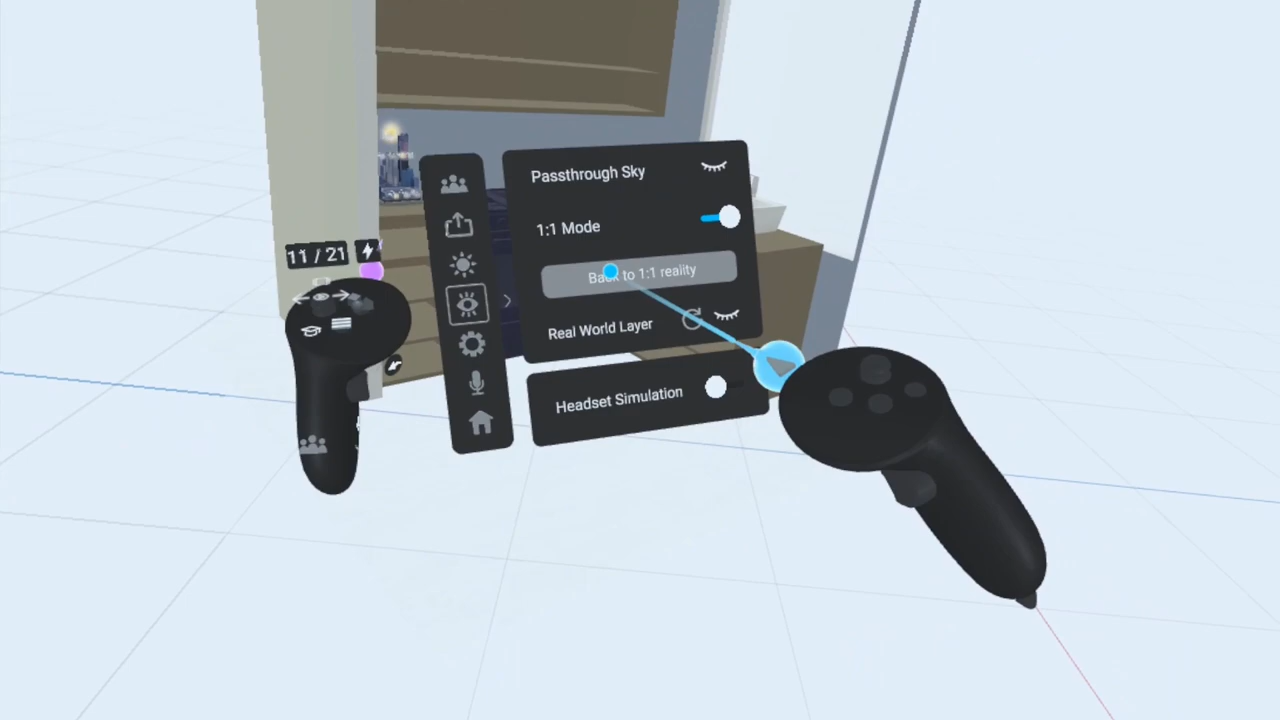 Passthrough Sky
1:1 Mode
11 / 21
Back to 1:1 reality
Real World Layer
Headset Simulation